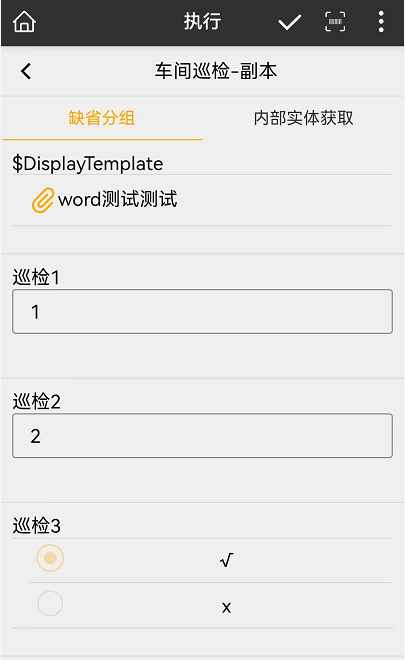 执行
车间巡检-副本
缺省分组
内部实体获取
$DisplayTemplate
word测试测试
巡检1
1
巡检2
2
巡检3
√
x